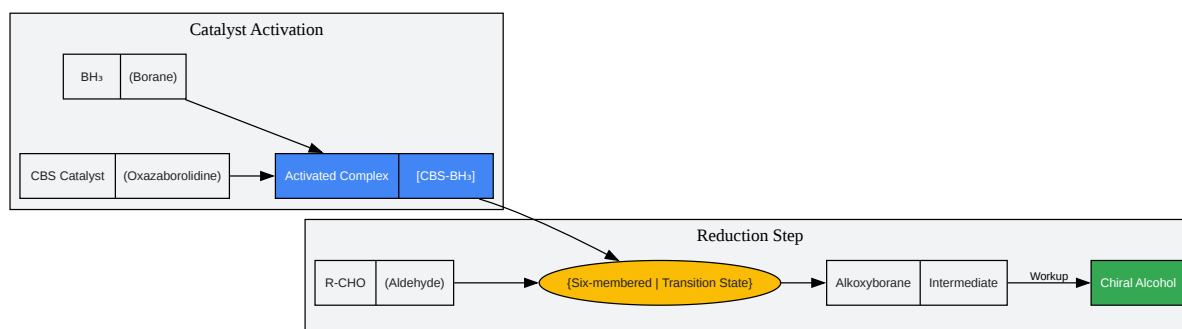 Catalyst Activation
BH₃ (Borane)
CBS Catalyst (Oxazaborolidine)
Activated Complex [CBS-BH₃]
Reduction Step
R-CHO (Aldehyde)
{Six-membered | Transition State}
Alkoxyborane Intermediate
Workup
Chiral Alcohol